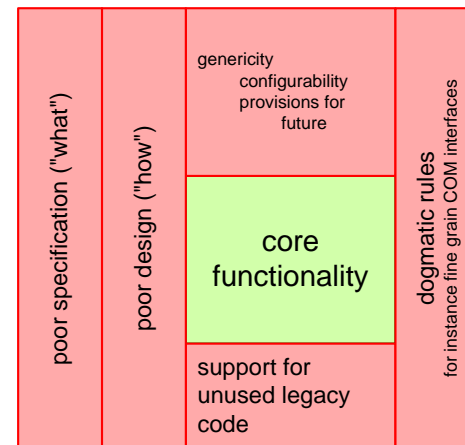 poor specification ("what")
poor design ("how")
genericity
configurability
provisions for
future
core
functionality
support for
unused legacy
code
dogmatic rules
for instance fine grain COM interfaces